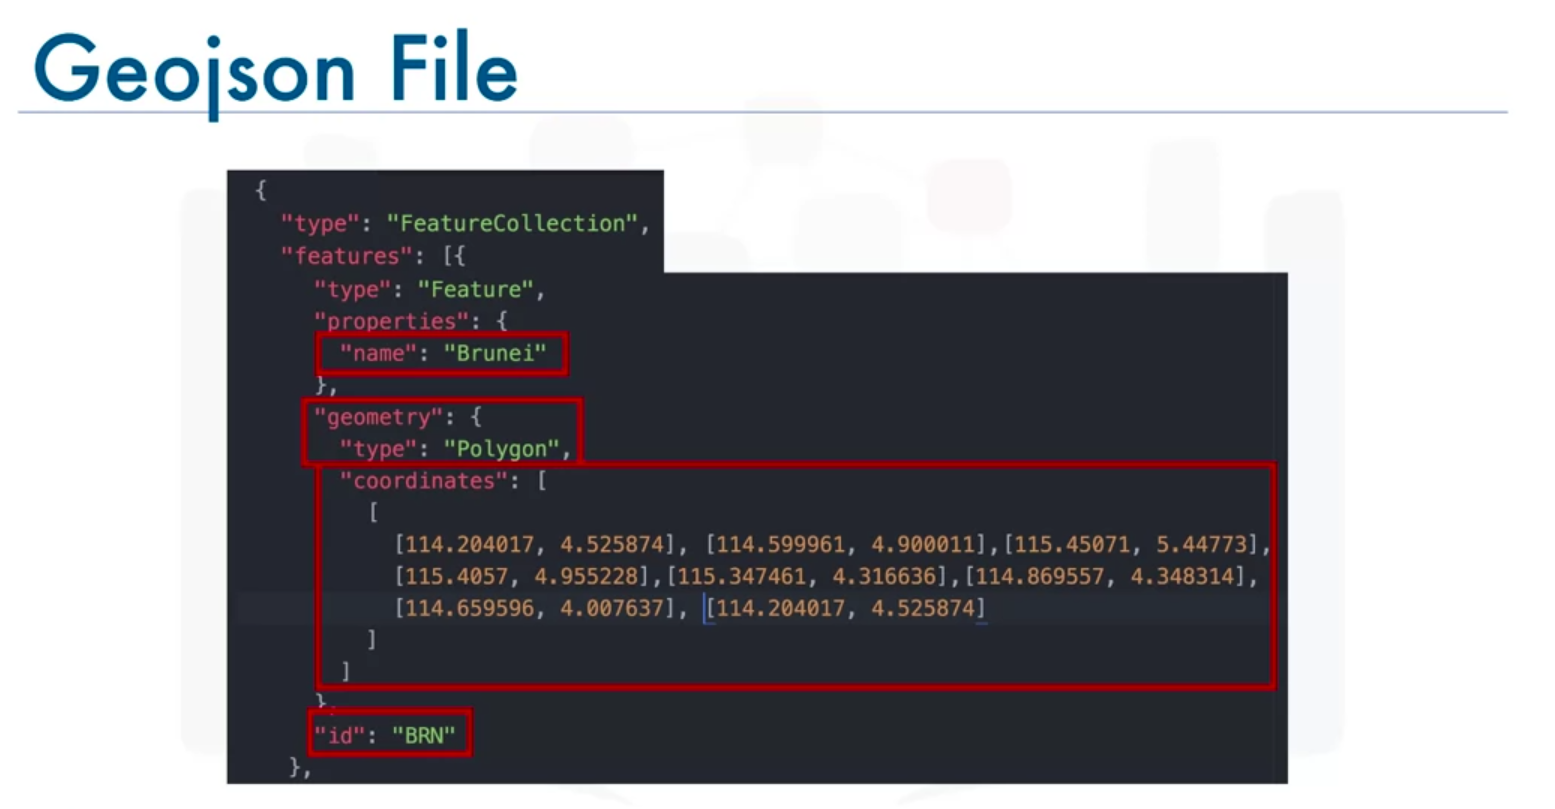 Geojson File
{
"type": "FeatureCollection",
"features": [{
"type": "Feature",
"properties": {
"name": "Brunei"
},
"geometry": {
"type": "Polygon",
"coordinates": [
[
[114.204017, 4.525874], [114.599961, 4.900011],[115.45071, 5.44773],
[115.4057, 4.955228],[115.347461, 4.316636],[114.869557, 4.348314],
[114.659596, 4.007637], [114.204017, 4.525874]
]
]
},
"id": "BRN"
},